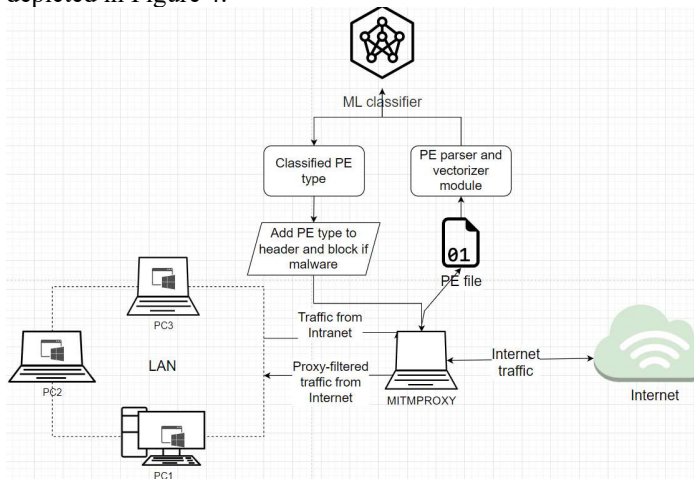 depicted in Figure 4.
ML classifier
Classified PE
type
PE parser and
vectorizer
module
Add PE type to
header and block if
malware
01
PE file
PC3
Traffic from
Intranet
LAN
PC2
Proxy-filtered
traffic from
Internet
MITMPROXY
Internet
traffic
Internet
PC1